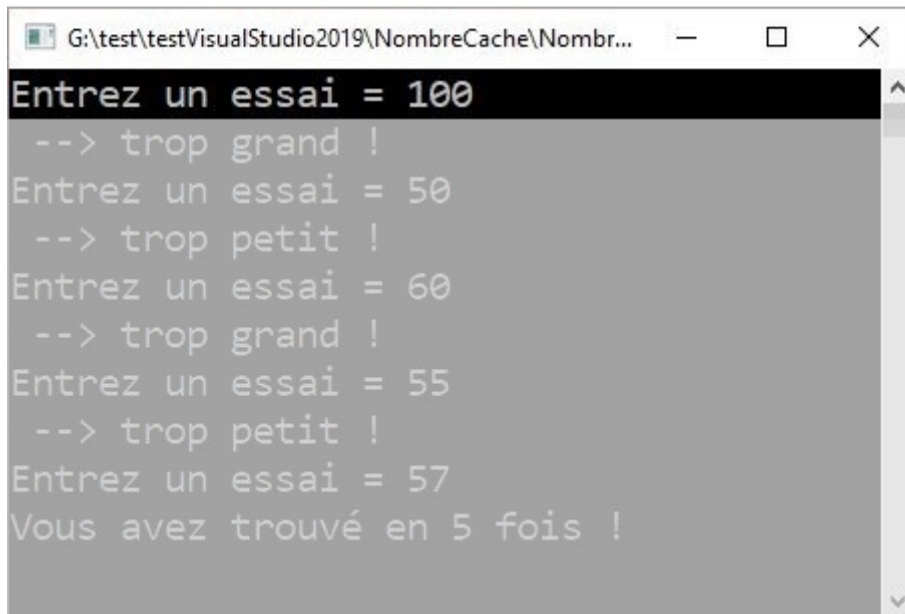 G:\test\testVisualStudio2019\NombreCache\Nombr...
Entrez un essai = 100
--> trop grand !
Entrez un essai = 50
--> trop petit !
Entrez un essai = 60
--> trop grand !
Entrez un essai = 55
--> trop petit !
Entrez un essai = 57
Vous avez trouvé en 5 fois !